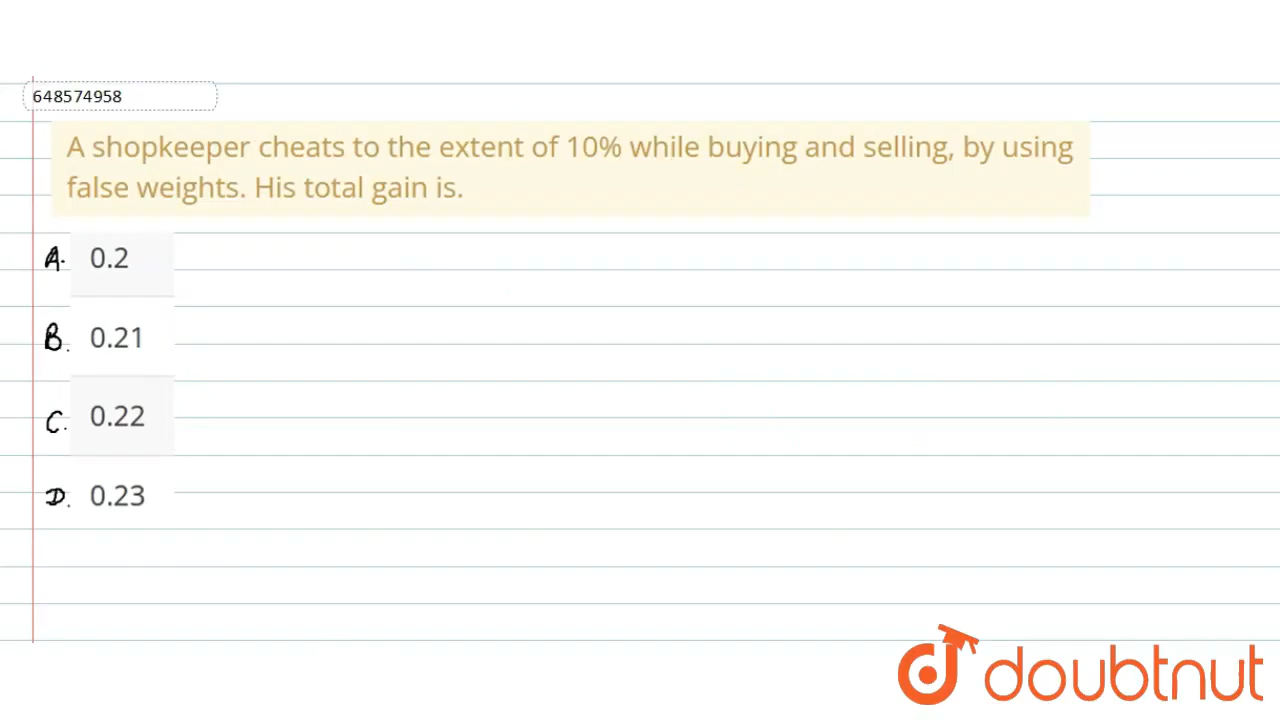 648574958
A shopkeeper cheats to the extent of 10% while buying and selling, by using
false weights. His total gain is.
A. 0.2
B. 0.21
C. 0.22
D. 0.23
doubtnut